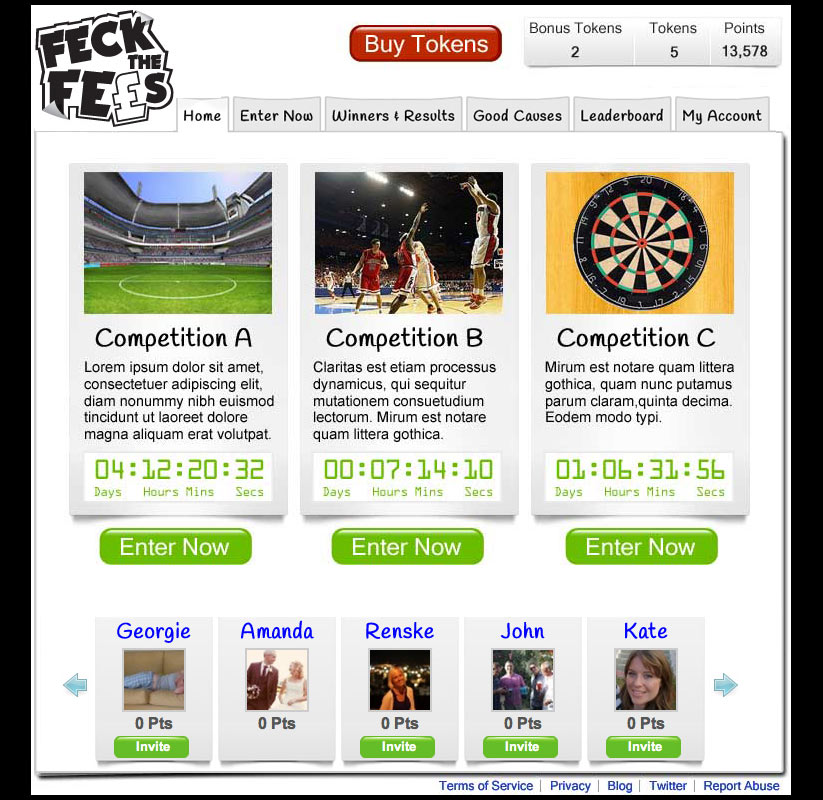 FECK
THE
FE£S
Buy Tokens
Bonus Tokens Tokens Points
2 5 13,578
Home Enter Now Winners & Results Good Causes Leaderboard My Account
Competition A
Lorem ipsum dolor sit amet,
consectetuer adipiscing elit,
diam nonummy nibh euismod
tincidunt ut laoreet dolore
magna aliquam erat volutpat.
04:12:20:32
Days Hours Mins Secs
Enter Now
Competition B
Claritas est etiam processus
dynamicus, qui sequitur
mutationem consuetudium
lectorum. Mirum est notare
quam littera gothica.
00:07:14:10
Days Hours Mins Secs
Enter Now
Competition C
Mirum est notare quam littera
gothica, quam nunc putamus
parum claram,quinta decima.
Eodem modo typi.
01:06:31:56
Days Hours Mins Secs
Enter Now
Georgie Amanda Renske John Kate
0 Pts 0 Pts 0 Pts 0 Pts 0 Pts
Invite Invite Invite Invite
Terms of Service Privacy Blog Twitter Report Abuse